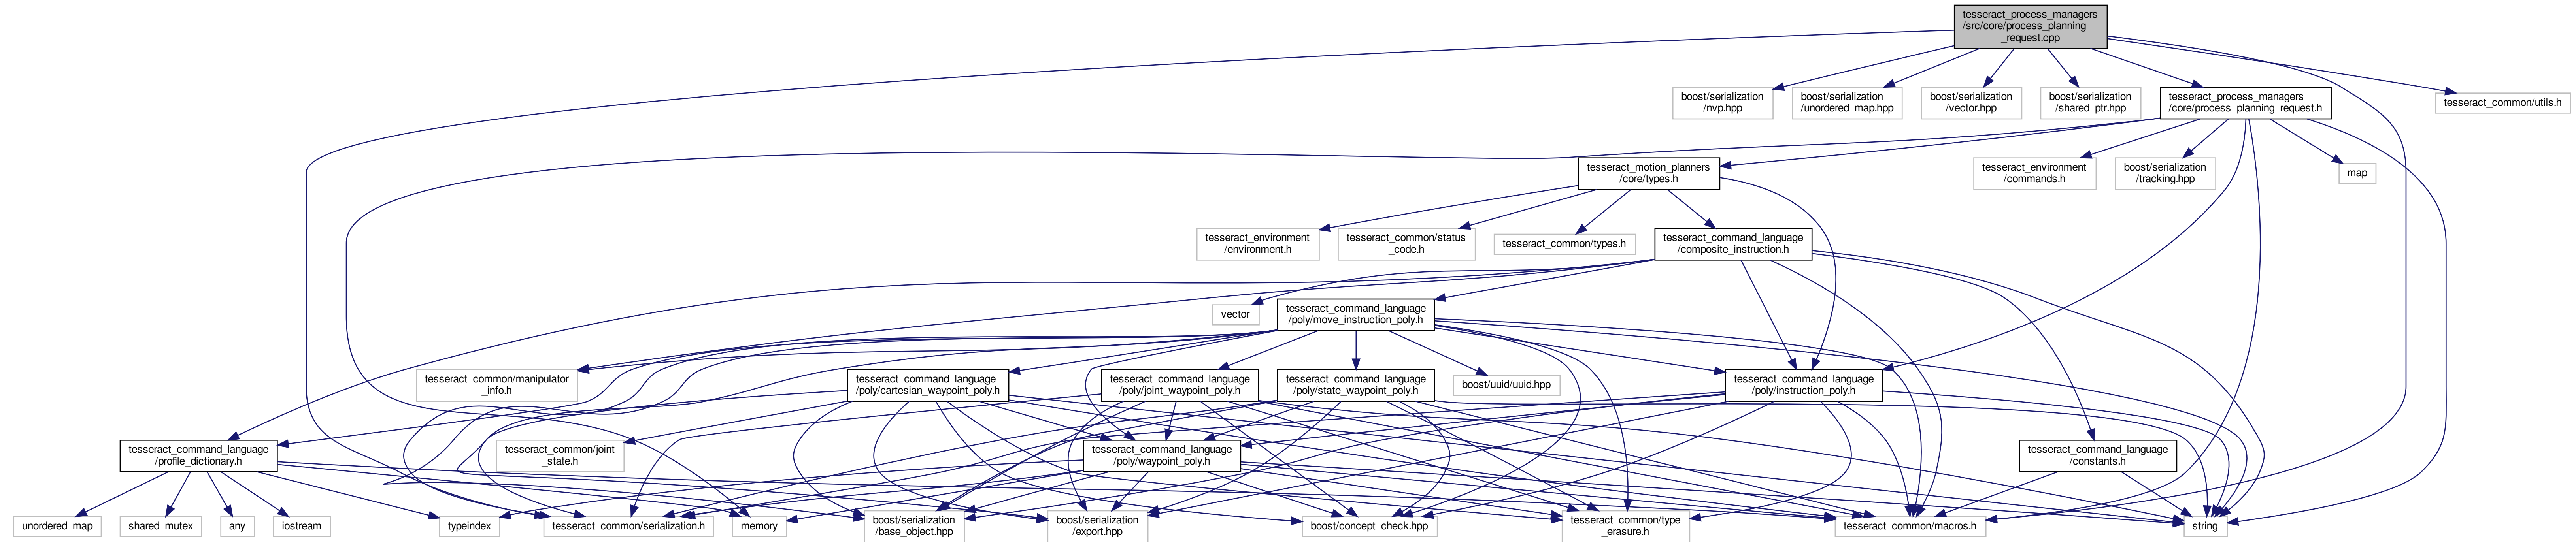 tesseract_process_managers
/src/core/process_planning
_request.cpp
boost/serialization
/nvp.hpp
boost/serialization
/unordered_map.hpp
boost/serialization
/vector.hpp
boost/serialization
/shared_ptr.hpp
tesseract_process_managers
/core/process_planning_request.h
tesseract_common/utils.h
tesseract_motion_planners
/core/types.h
tesseract_environment
/commands.h
boost/serialization
/tracking.hpp
map
tesseract_environment
/environment.h
tesseract_common/status
_code.h
tesseract_common/types.h
tesseract_command_language
/composite_instruction.h
vector
tesseract_command_language
/poly/move_instruction_poly.h
tesseract_common/manipulator
_info.h
tesseract_command_language
/poly/cartesian_waypoint_poly.h
tesseract_command_language
/poly/joint_waypoint_poly.h
tesseract_command_language
/poly/state_waypoint_poly.h
boost/uuid/uuid.hpp
tesseract_command_language
/poly/instruction_poly.h
tesseract_command_language
/profile_dictionary.h
tesseract_common/joint
_state.h
tesseract_command_language
/poly/waypoint_poly.h
tesseract_command_language
/constants.h
unordered_map
shared_mutex
any
iostream
typeindex
tesseract_common/serialization.h
memory
boost/serialization
/base_object.hpp
boost/serialization
/export.hpp
boost/concept_check.hpp
tesseract_common/type
_erasure.h
tesseract_common/macros.h
string